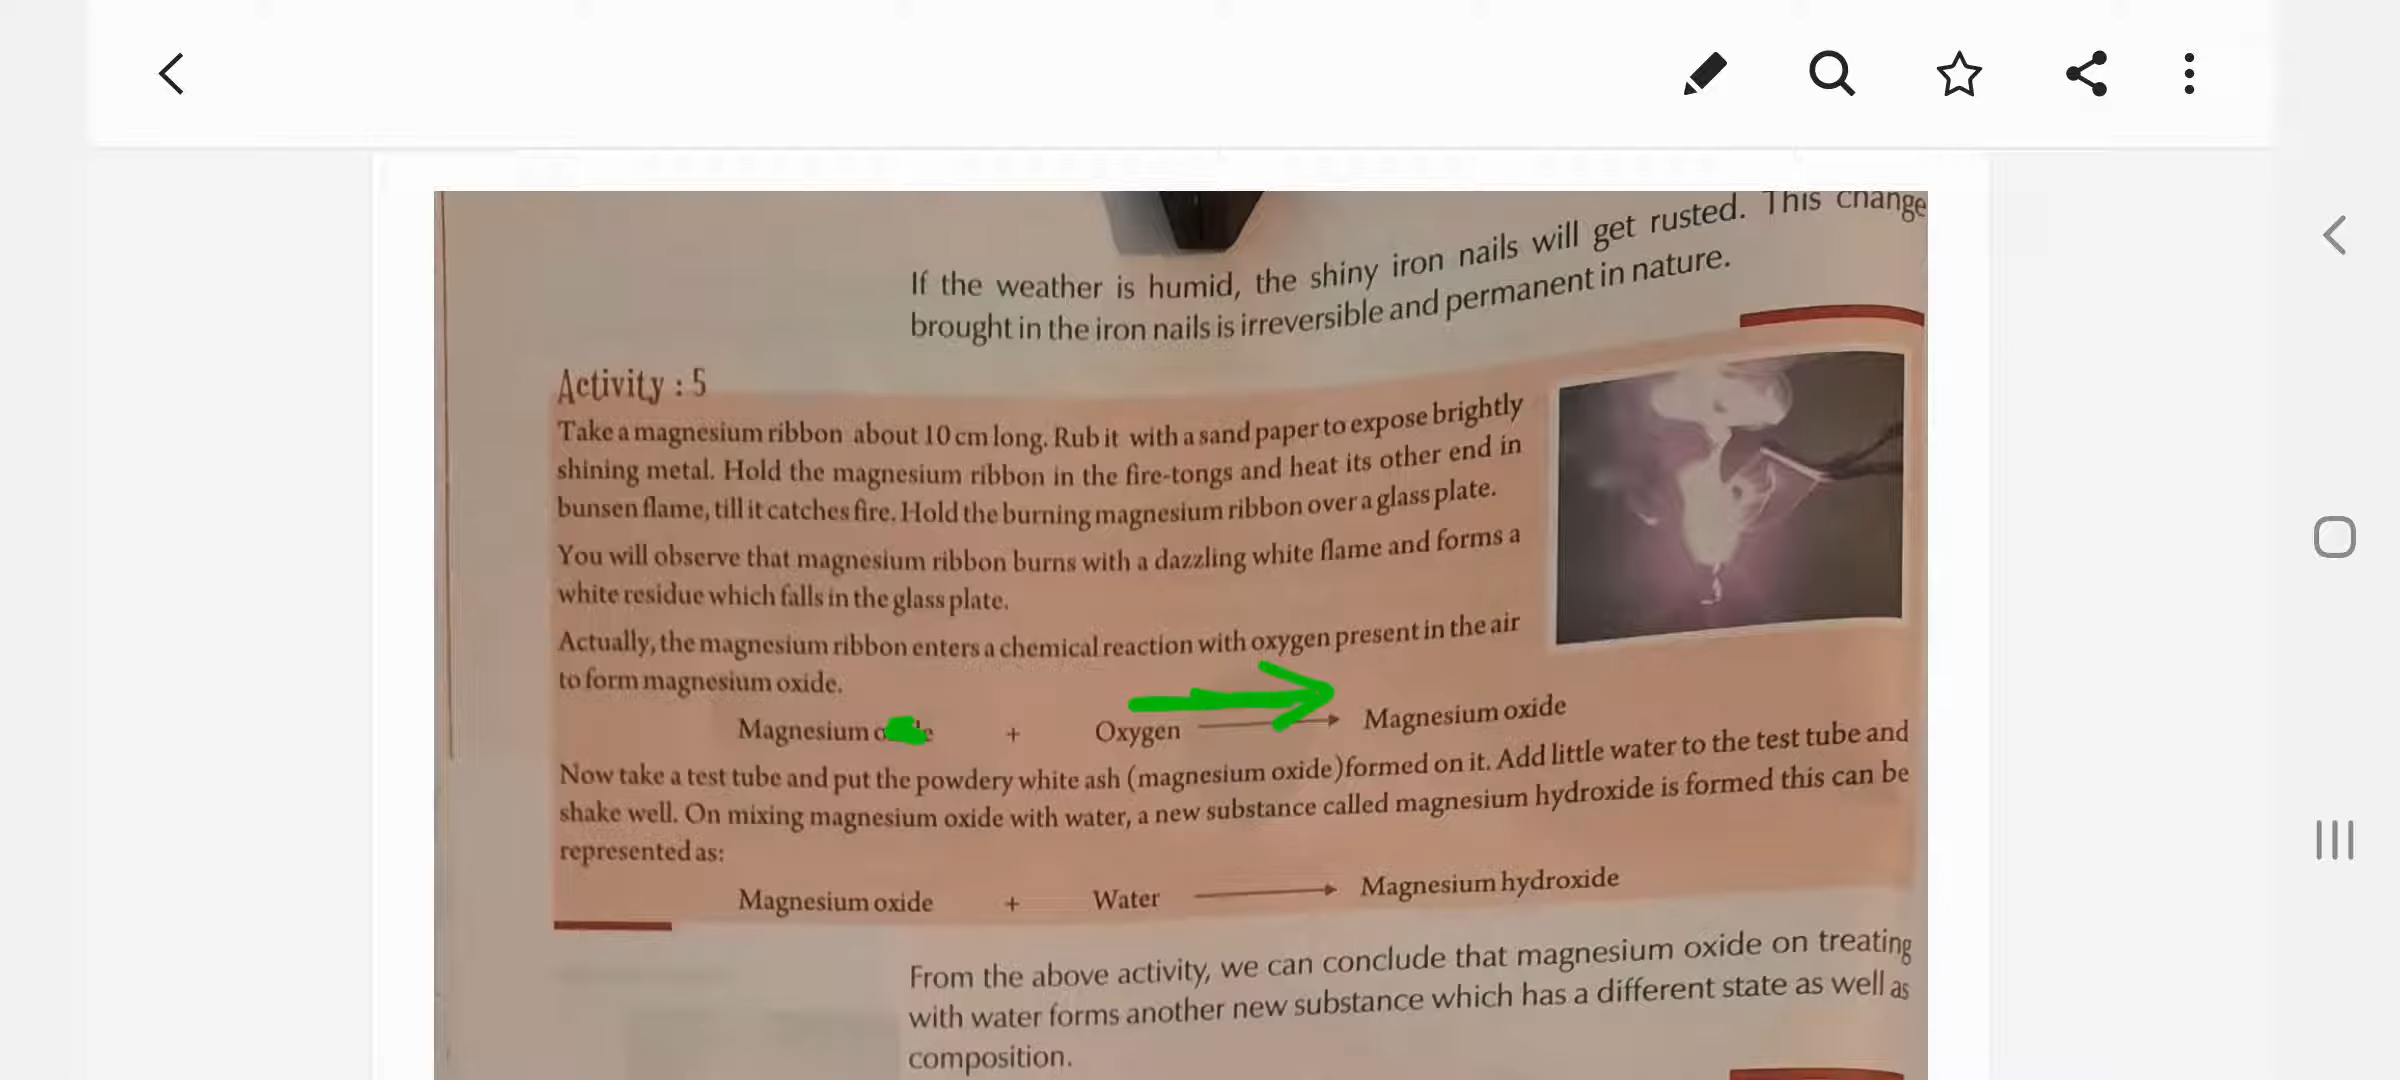 If the weather is humid, the shiny iron nails will get rusted. This change
brought in the iron nails is irreversible and permanent in nature.
Activity : 5
Take a magnesium ribbon about 10 cm long. Rub it with a sand paper to expose brightly
shining metal. Hold the magnesium ribbon in the fire-tongs and heat its other end in
bunsen flame, till it catches fire. Hold the burning magnesium ribbon over a glass plate.
You will observe that magnesium ribbon burns with a dazzling white flame and forms a
white residue which falls in the glass plate.
Actually, the magnesium ribbon enters a chemical reaction with oxygen present in the air
to form magnesium oxide.
Magnesium + Oxygen → Magnesium oxide
Now take a test tube and put the powdery white ash (magnesium oxide)formed on it. Add little water to the test tube and
shake well. On mixing magnesium oxide with water, a new substance called magnesium hydroxide is formed this can be
represented as:
Magnesium oxide + Water → Magnesium hydroxide
From the above activity, we can conclude that magnesium oxide on treating
with water forms another new substance which has a different state as well as
composition.